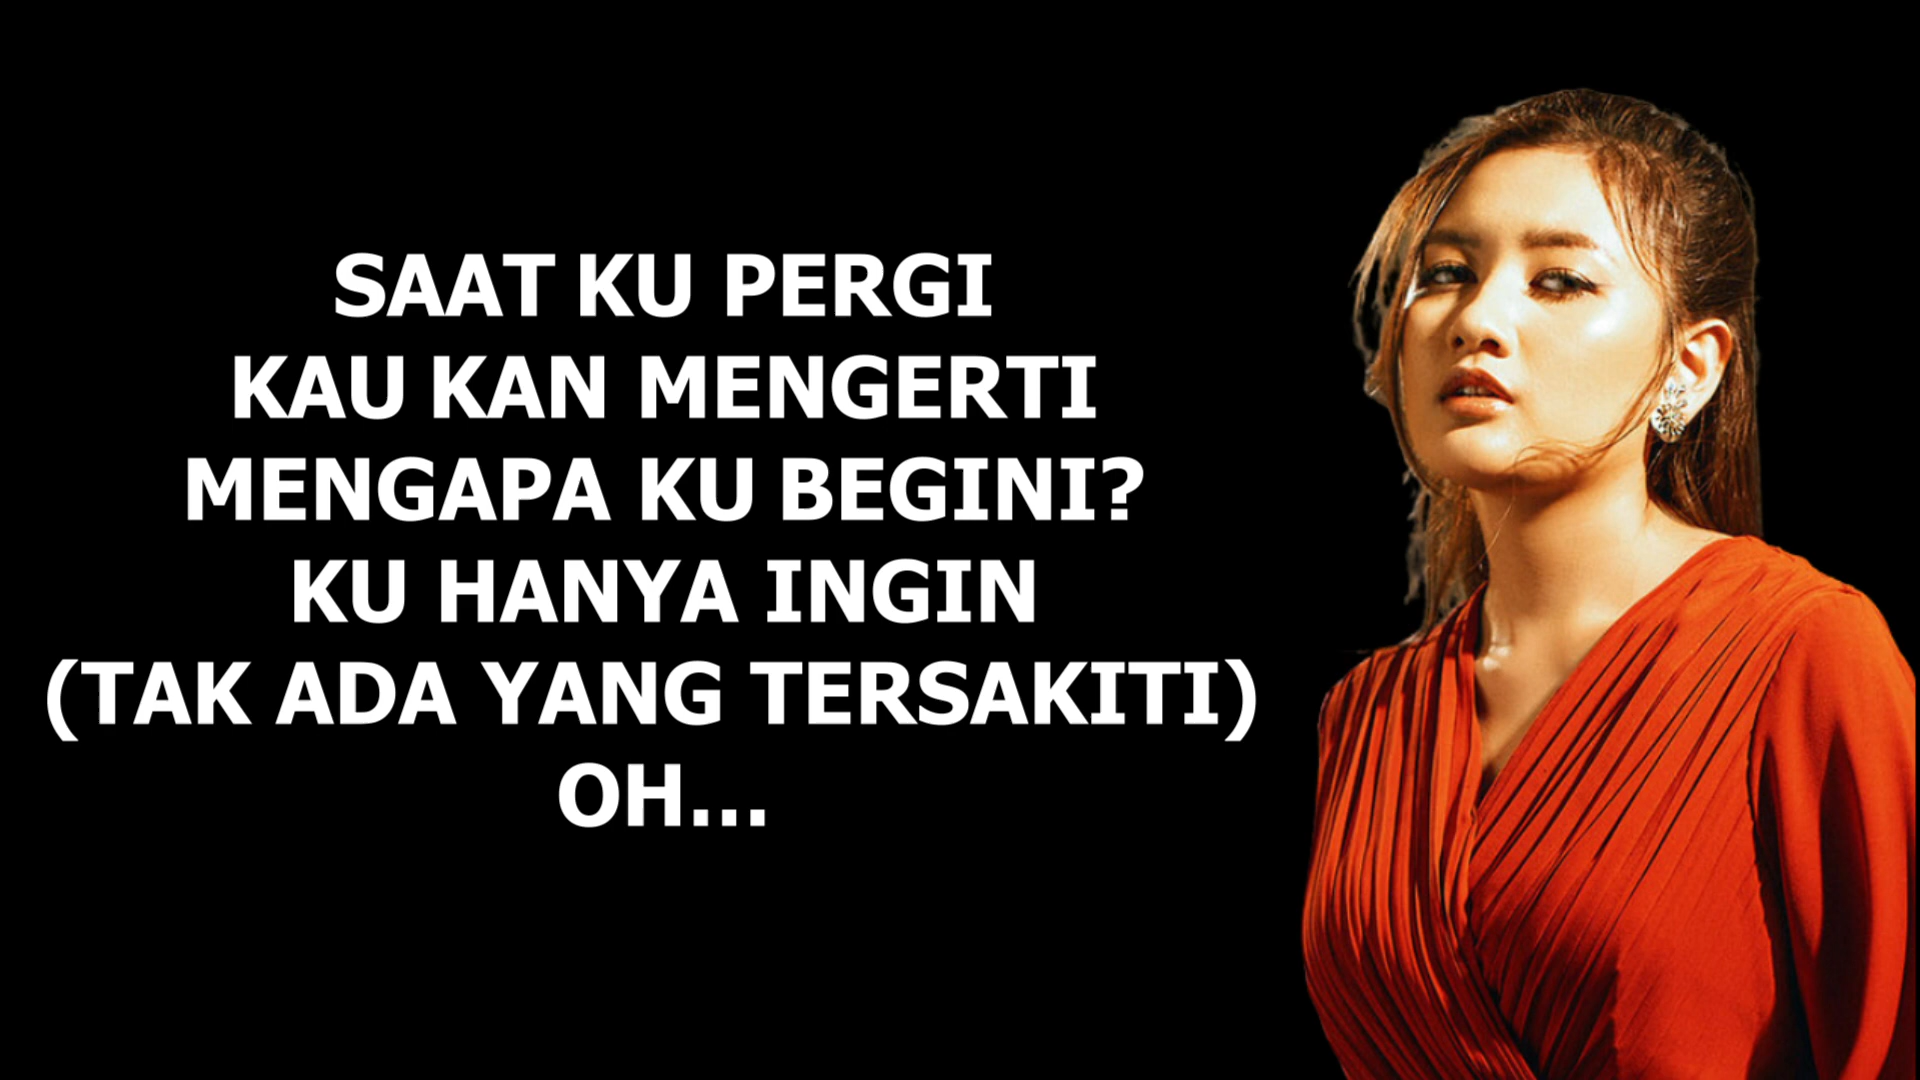 SAAT KU PERGI
KAU KAN MENGERTI
MENGAPA KU BEGINI?
KU HANYA INGIN
(TAK ADA YANG TERSAKITI)
OH...